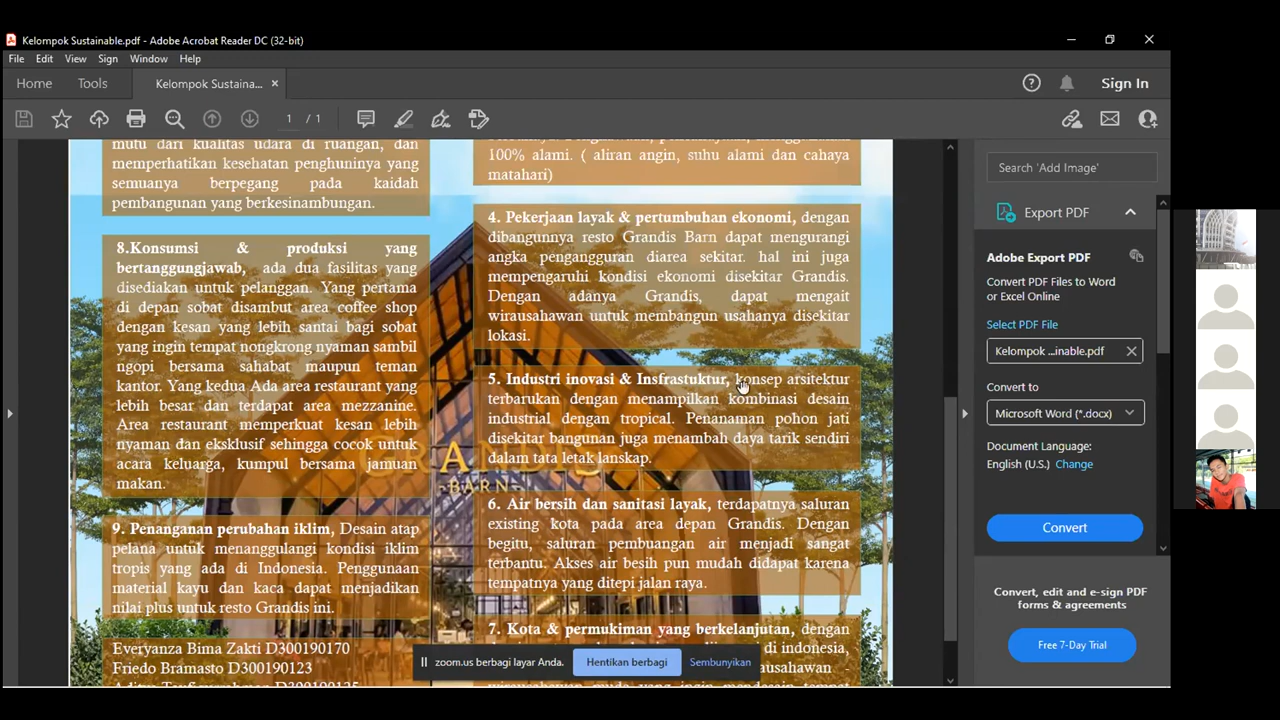 Kelompok Sustainable.pdf - Adobe Acrobat Reader DC (32-bit)
File Edit View Sign Window Help
Home Tools Kelompok Sustaina... ×
Sign In
1 / 1
mutu dari kualitas udara di ruangan, dan
memperhatikan kesehatan penghuninya yang
semuanya berpegang pada kaidah
pembangunan yang berkesinambungan.
8.Konsumsi & produksi yang
bertanggungjawab, ada dua fasilitas yang
disediakan untuk pelanggan. Yang pertama
di depan sobat disambut area coffee shop
dengan kesan yang lebih santai bagi sobat
yang ingin tempat nongkrong nyaman sambil
ngopi bersama sahabat maupun teman
kantor. Yang kedua Ada area restaurant yang
lebih besar dan terdapat area mezzanine.
Area restaurant memperkuat kesan lebih
nyaman dan eksklusif sehingga cocok untuk
acara keluarga, kumpul bersama jamuan
makan.
9. Penanganan perubahan iklim, Desain atap
pelana untuk menanggulangi kondisi iklim
tropis yang ada di Indonesia. Penggunaan
material kayu dan kaca dapat menjadikan
nilai plus untuk resto Grandis ini.
Everyanza Bima Zakti D300190170
Friedo Bramasto D300190123
100% alami. ( aliran angin, suhu alami dan cahaya
matahari)
4. Pekerjaan layak & pertumbuhan ekonomi, dengan
dibangunnya resto Grandis Barn dapat mengurangi
angka pengangguran diarea sekitar. hal ini juga
mempengaruhi kondisi ekonomi disekitar Grandis.
Dengan adanya Grandis, dapat mengait
wirausahawan untuk membangun usahanya disekitar
lokasi.
5. Industri inovasi & Insfrastuktur, konsep arsitektur
terbarukan dengan menampilkan kombinasi desain
industrial dengan tropical. Penanaman pohon jati
disekitar bangunan juga menambah daya tarik sendiri
dalam tata letak lanskap.
6. Air bersih dan sanitasi layak, terdapatnya saluran
existing kota pada area depan Grandis. Dengan
begitu, saluran pembuangan air menjadi sangat
terbantu. Akses air besih pun mudah didapat karena
tempatnya yang ditepi jalan raya.
7. Kota & permukiman yang berkelanjutan, dengan
di indonesia,
-BARN-
zoom.us berbagi layar Anda. Hentikan berbagi Sembunyikan
Search 'Add Image'
Export PDF
Adobe Export PDF
Convert PDF Files to Word
or Excel Online
Select PDF File
Kelompok ...inable.pdf ×
Convert to
Microsoft Word (*.docx)
Document Language:
English (U.S.) Change
Convert
Convert, edit and e-sign PDF
forms & agreements
Free 7-Day Trial